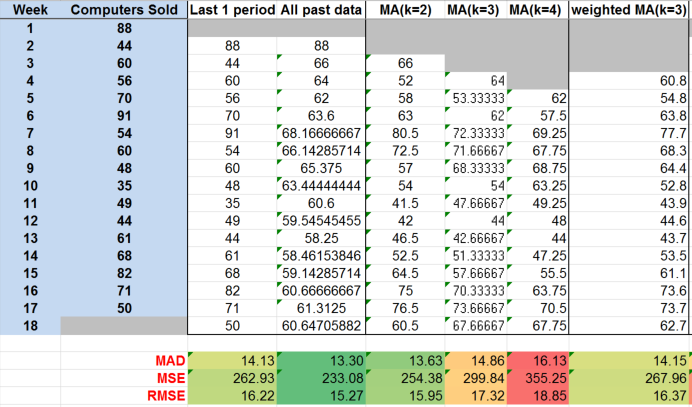 Week Computers Sold Last 1 period All past data MA(k=2) MA(k=3) MA(k=4) weighted MA(k=3)
1 88
2 44 88 88
3 60 44 66 66
4 56 60 64 52 64 60.8
5 70 56 62 58 53.33333 62 54.8
6 91 70 63.6 63 62 57.5 63.8
7 54 91 68.16666667 80.5 72.33333 69.25 77.7
8 60 54 66.14285714 72.5 71.66667 67.75 68.3
9 48 60 65.375 57 68.33333 68.75 64.4
10 35 48 63.44444444 54 54 63.25 52.8
11 49 35 60.6 41.5 47.66667 49.25 43.9
12 44 49 59.54545455 42 44 48 44.6
13 61 44 58.25 46.5 42.66667 44 43.7
14 68 61 58.46153846 52.5 51.33333 47.25 53.5
15 82 68 59.14285714 64.5 57.66667 55.5 61.1
16 71 82 60.66666667 75 70.33333 63.75 73.6
17 50 71 61.3125 76.5 73.66667 70.5 73.7
18 50 60.64705882 60.5 67.66667 67.75 62.7
MAD 14.13 13.30 13.63 14.86 16.13 14.15
MSE 262.93 233.08 254.38 299.84 355.25 267.96
RMSE 16.22 15.27 15.95 17.32 18.85 16.37